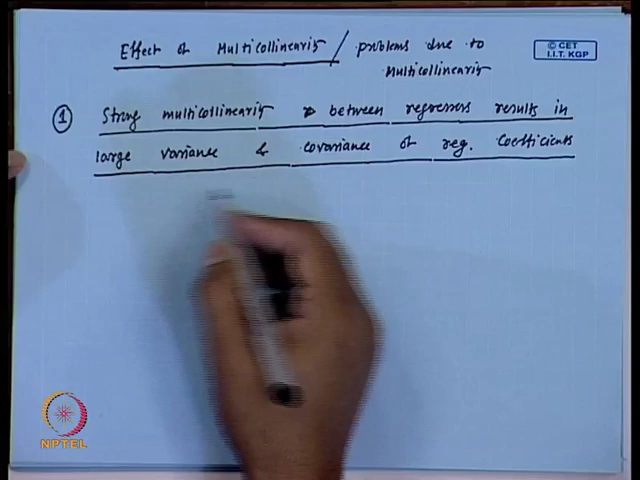 Effect of Multicollinearity / problems due to
Multicollinearity
© CET
I.I.T. KGP
1 Strong multicollinearity between regressors results in
large variance & covariance of reg. coefficients
NPTEL